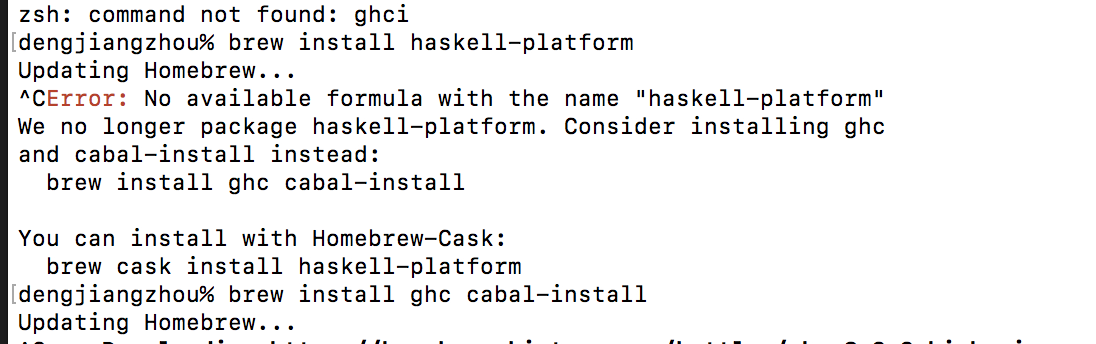 zsh: command not found: ghci
[dengjiangzhou% brew install haskell-platform
Updating Homebrew...
^CError: No available formula with the name "haskell-platform"
We no longer package haskell-platform. Consider installing ghc
and cabal-install instead:
  brew install ghc cabal-install

You can install with Homebrew-Cask:
  brew cask install haskell-platform
[dengjiangzhou% brew install ghc cabal-install
Updating Homebrew...